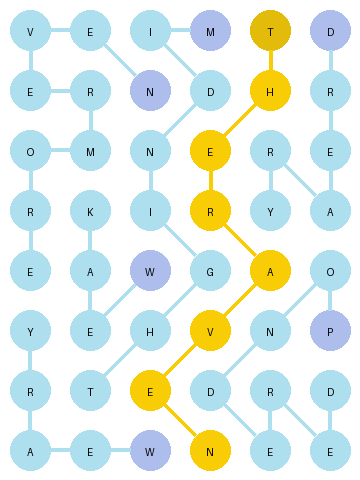 V E I M T D
E R N D H R
O M N E R E
R K I R Y A
E A W G A O
Y E H V N P
R T E D R D
A E W N E E